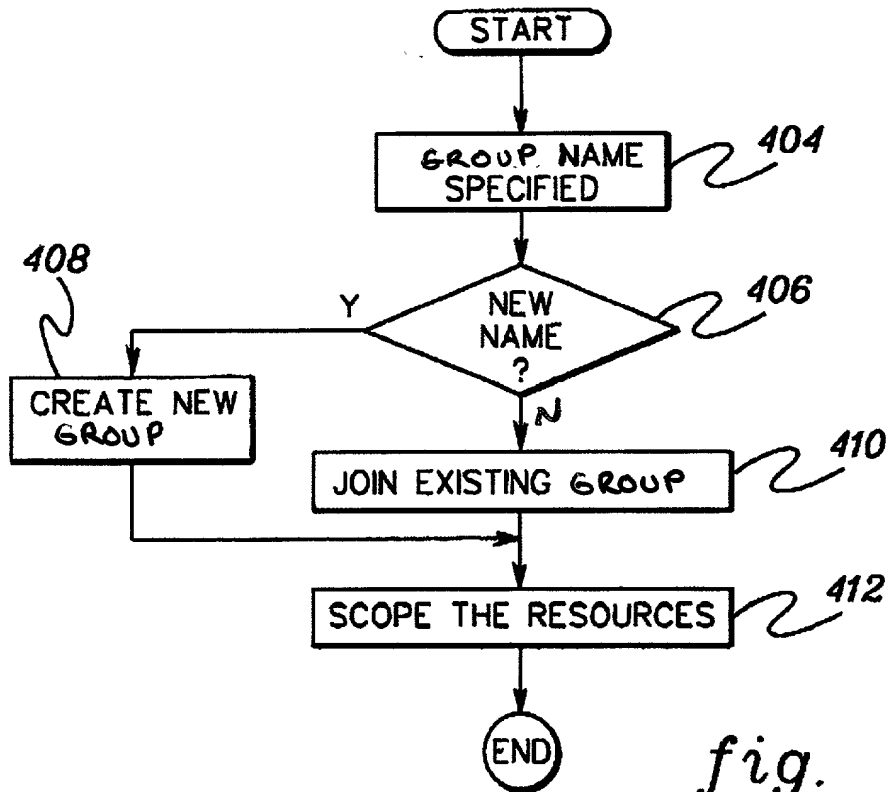 START
GROUP NAME
SPECIFIED
404
408
Y
NEW
NAME
?
406
CREATE NEW
GROUP
N
JOIN EXISTING GROUP
410
SCOPE THE RESOURCES
412
END
fig.